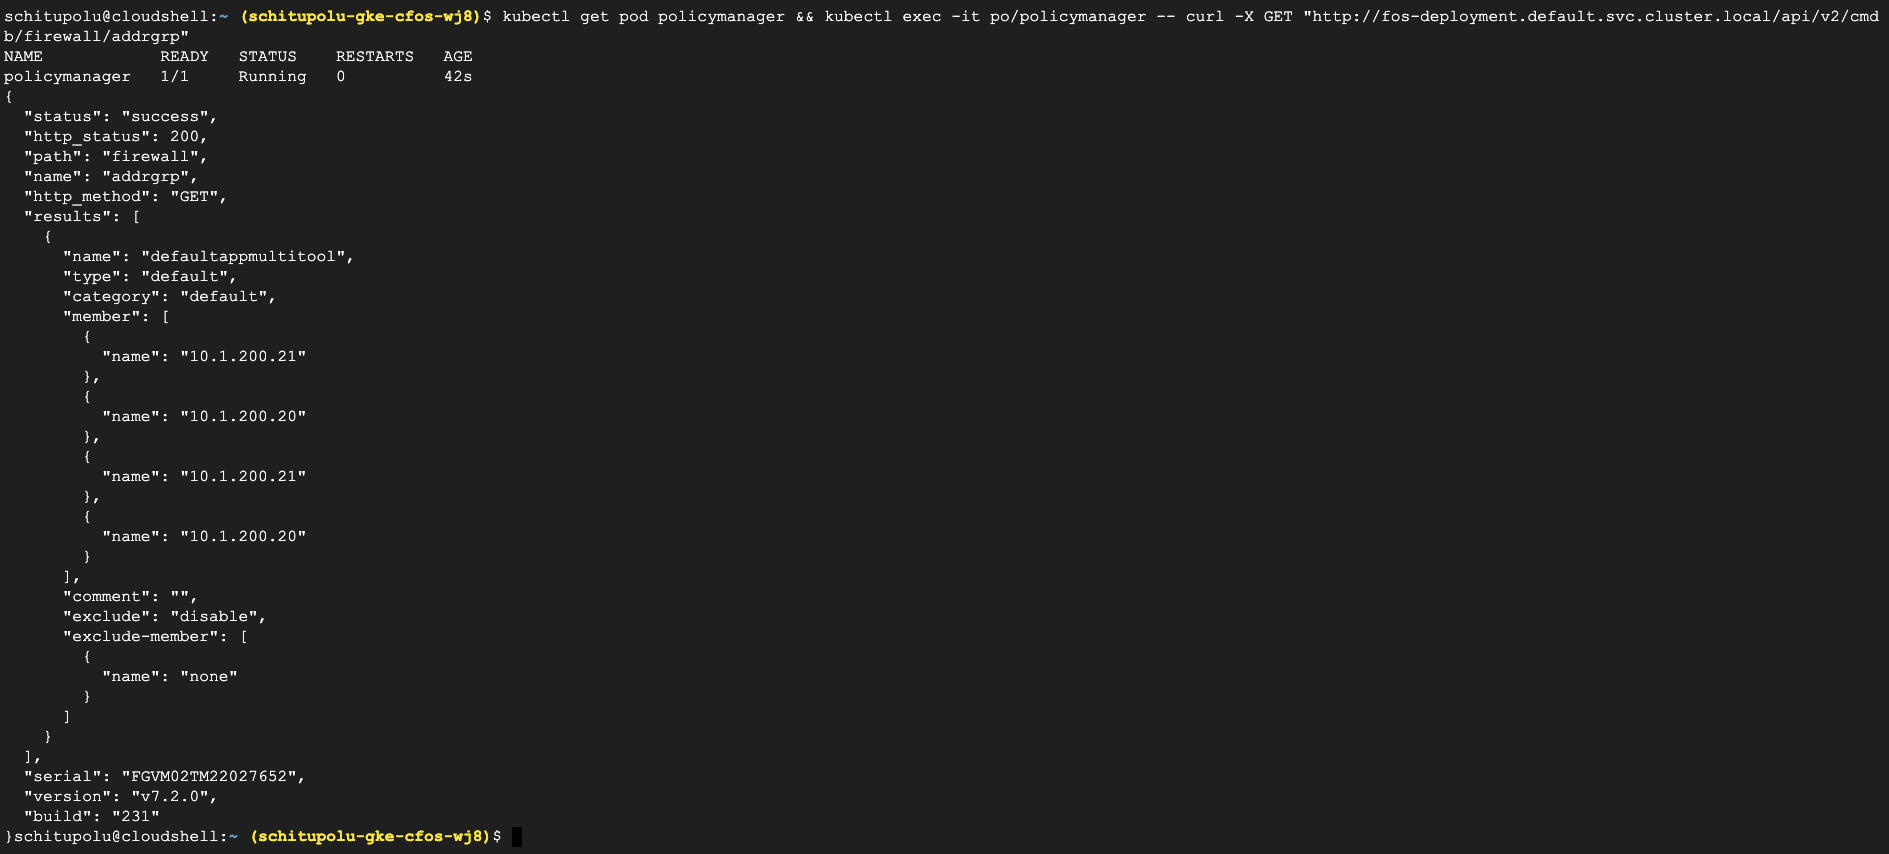 schitupolu@cloudshell:~ (schitupolu-gke-cfos-wj8)$ kubectl get pod policymanager && kubectl exec -it po/policymanager -- curl -X GET "http://fos-deployment.default.svc.cluster.local/api/v2/cmd
b/firewall/addrgrp"
NAME            READY   STATUS    RESTARTS   AGE
policymanager   1/1     Running   0          42s
{
  "status": "success",
  "http_status": 200,
  "path": "firewall",
  "name": "addrgrp",
  "http_method": "GET",
  "results": [
    {
      "name": "defaultappmultitool",
      "type": "default",
      "category": "default",
      "member": [
        {
          "name": "10.1.200.21"
        },
        {
          "name": "10.1.200.20"
        },
        {
          "name": "10.1.200.21"
        },
        {
          "name": "10.1.200.20"
        }
      ],
      "comment": "",
      "exclude": "disable",
      "exclude-member": [
        {
          "name": "none"
        }
      ]
    }
  ],
  "serial": "FGVM02TM22027652",
  "version": "v7.2.0",
  "build": "231"
}schitupolu@cloudshell:~ (schitupolu-gke-cfos-wj8)$